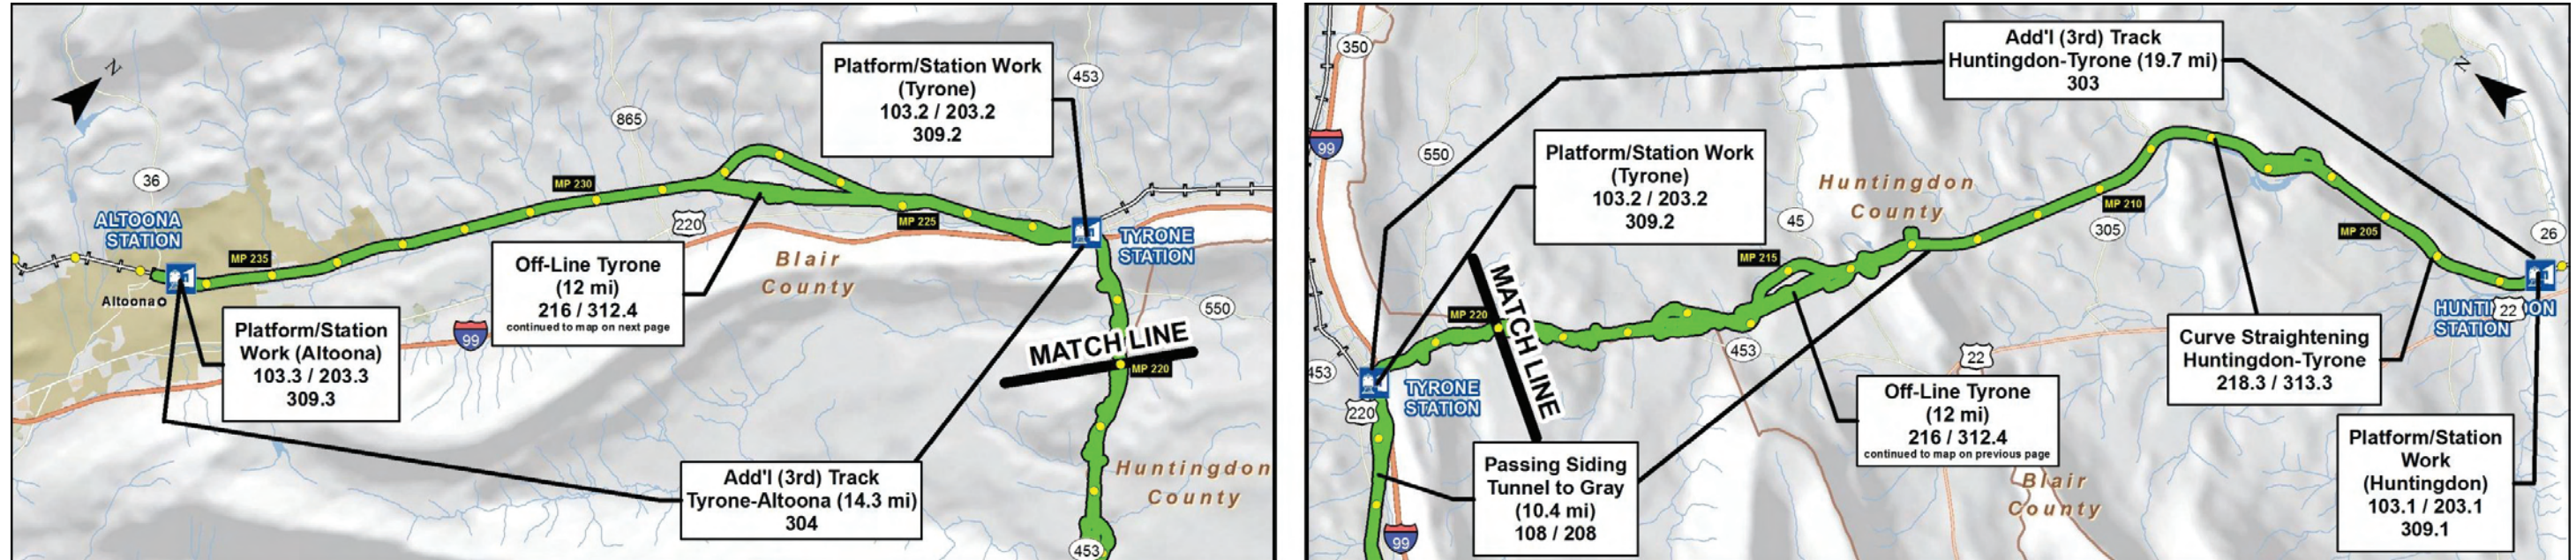 N
36
ALTOONA
STATION
MP 235
Altoona
Platform/Station
Work (Altoona)
103.3 / 203.3
309.3
99
MP 230
865
220
Off-Line Tyrone
(12 mi)
216 / 312.4
continued to map on next page
Blair
County
Platform/Station Work
(Tyrone)
103.2 / 203.2
309.2
453
MP 225
TYRONE
STATION
550
MATCH LINE
MP 220
Huntingdon
County
Add'l (3rd) Track
Tyrone-Altoona (14.3 mi)
304
453
350
99
550
453
220
TYRONE
STATION
99
Platform/Station Work
(Tyrone)
103.2 / 203.2
309.2
MP 220
MATCH LINE
Passing Siding
Tunnel to Gray
(10.4 mi)
108 / 208
453
MP 215
45
Huntingdon
County
Add'l (3rd) Track
Huntingdon-Tyrone (19.7 mi)
303
22
Off-Line Tyrone
(12 mi)
216 / 312.4
continued to map on previous page
Blair
County
MP 210
305
MP 205
Curve Straightening
Huntingdon-Tyrone
218.3 / 313.3
N
26
STATION
22
Platform/Station
Work
(Huntingdon)
103.1 / 203.1
309.1